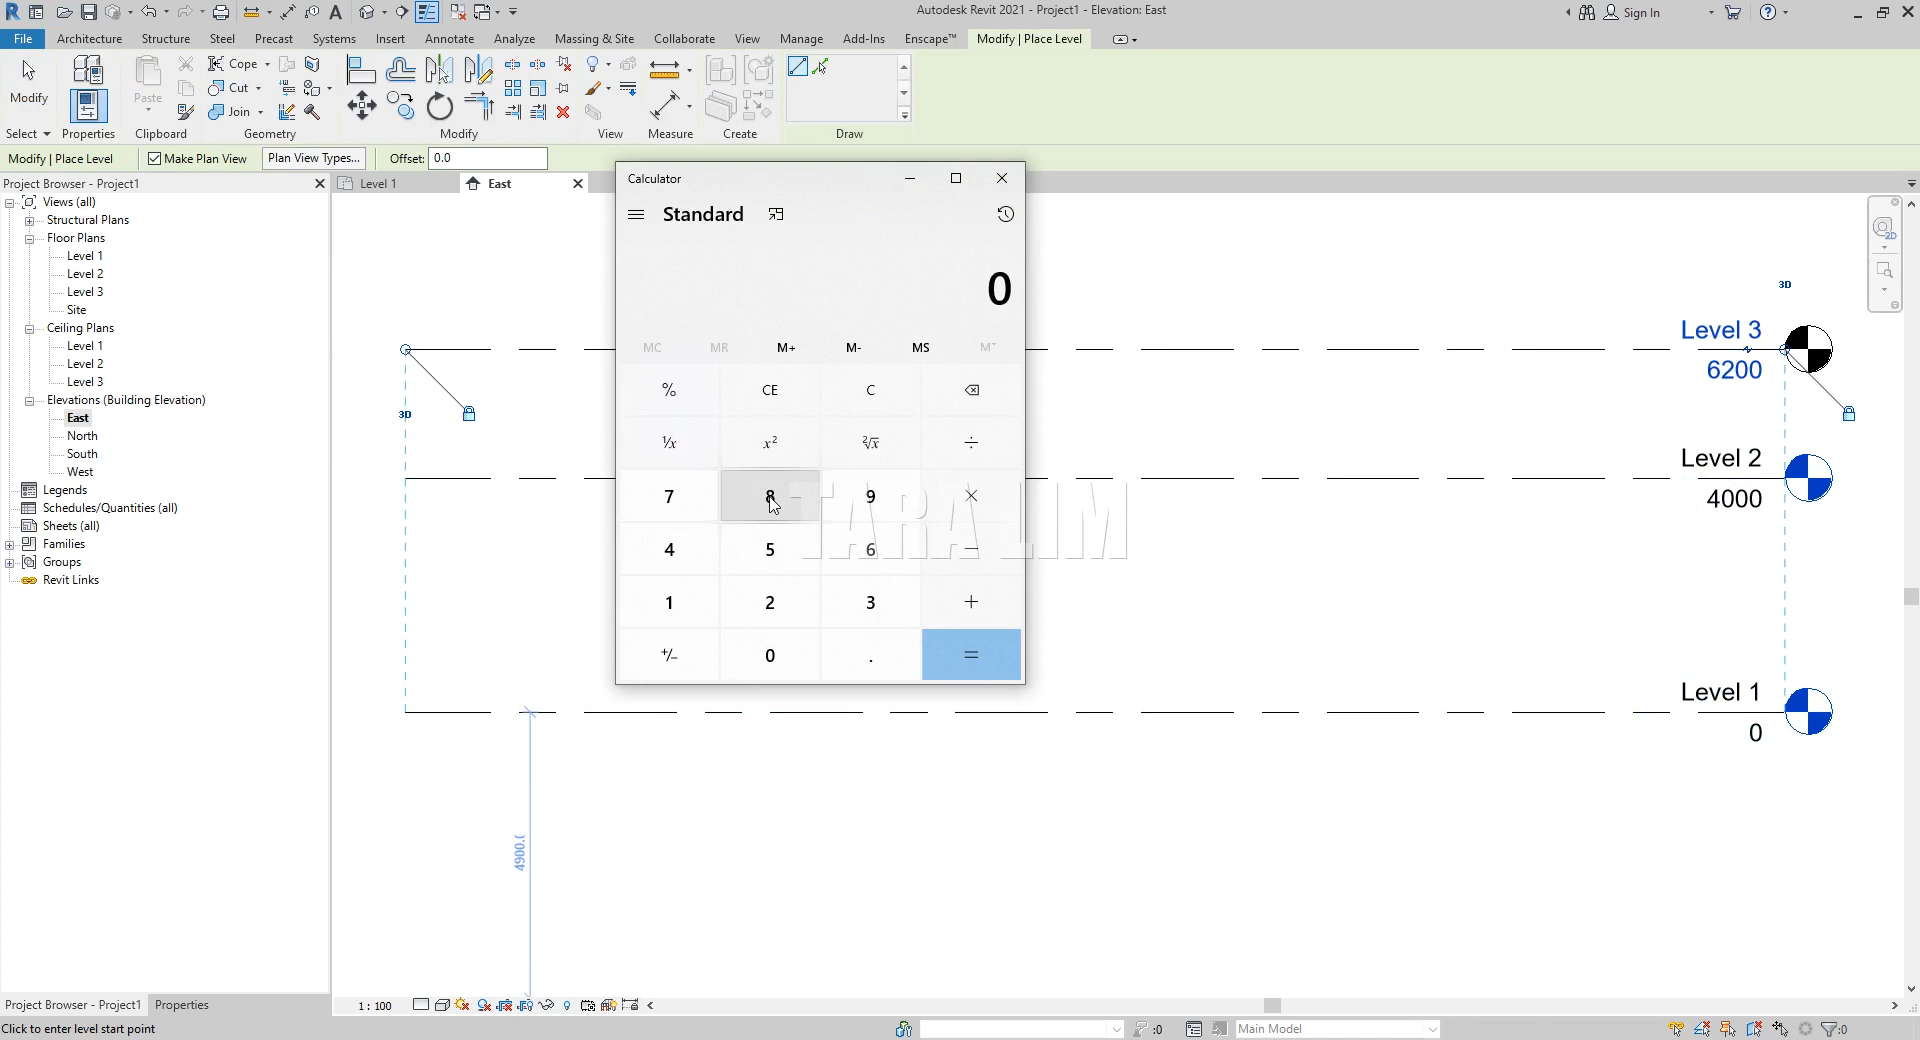 Autodesk Revit 2021 - Project1 - Elevation: East
Sign In
File Architecture Structure Steel Precast Systems Insert Annotate Analyze Massing & Site Collaborate View Manage Add-Ins Enscape™ Modify | Place Level
Modify
Paste
Cope
Cut
Join
Select Properties Clipboard Geometry Modify View Measure Create Draw
Modify | Place Level Make Plan View Plan View Types... Offset: 0.0
Project Browser - Project1
Level 1
East
Views (all)
Structural Plans
Floor Plans
Level 1
Level 2
Level 3
Site
Ceiling Plans
Level 1
Level 2
Level 3
Elevations (Building Elevation)
East
North
South
West
Legends
Schedules/Quantities (all)
Sheets (all)
Families
Groups
Revit Links
Calculator
Standard
0
MC MR M+ M- MS M˅
% CE C
⅟x x² ²√x ÷
7 8 9 ×
4 5 6 −
1 2 3 +
+/− 0 . =
TARA LIM
2D
3D
Level 3
6200
3D
Level 2
4000
Level 1
0
4900.(
Project Browser - Project1 Properties
1 : 100
Click to enter level start point
:0
Main Model
:0